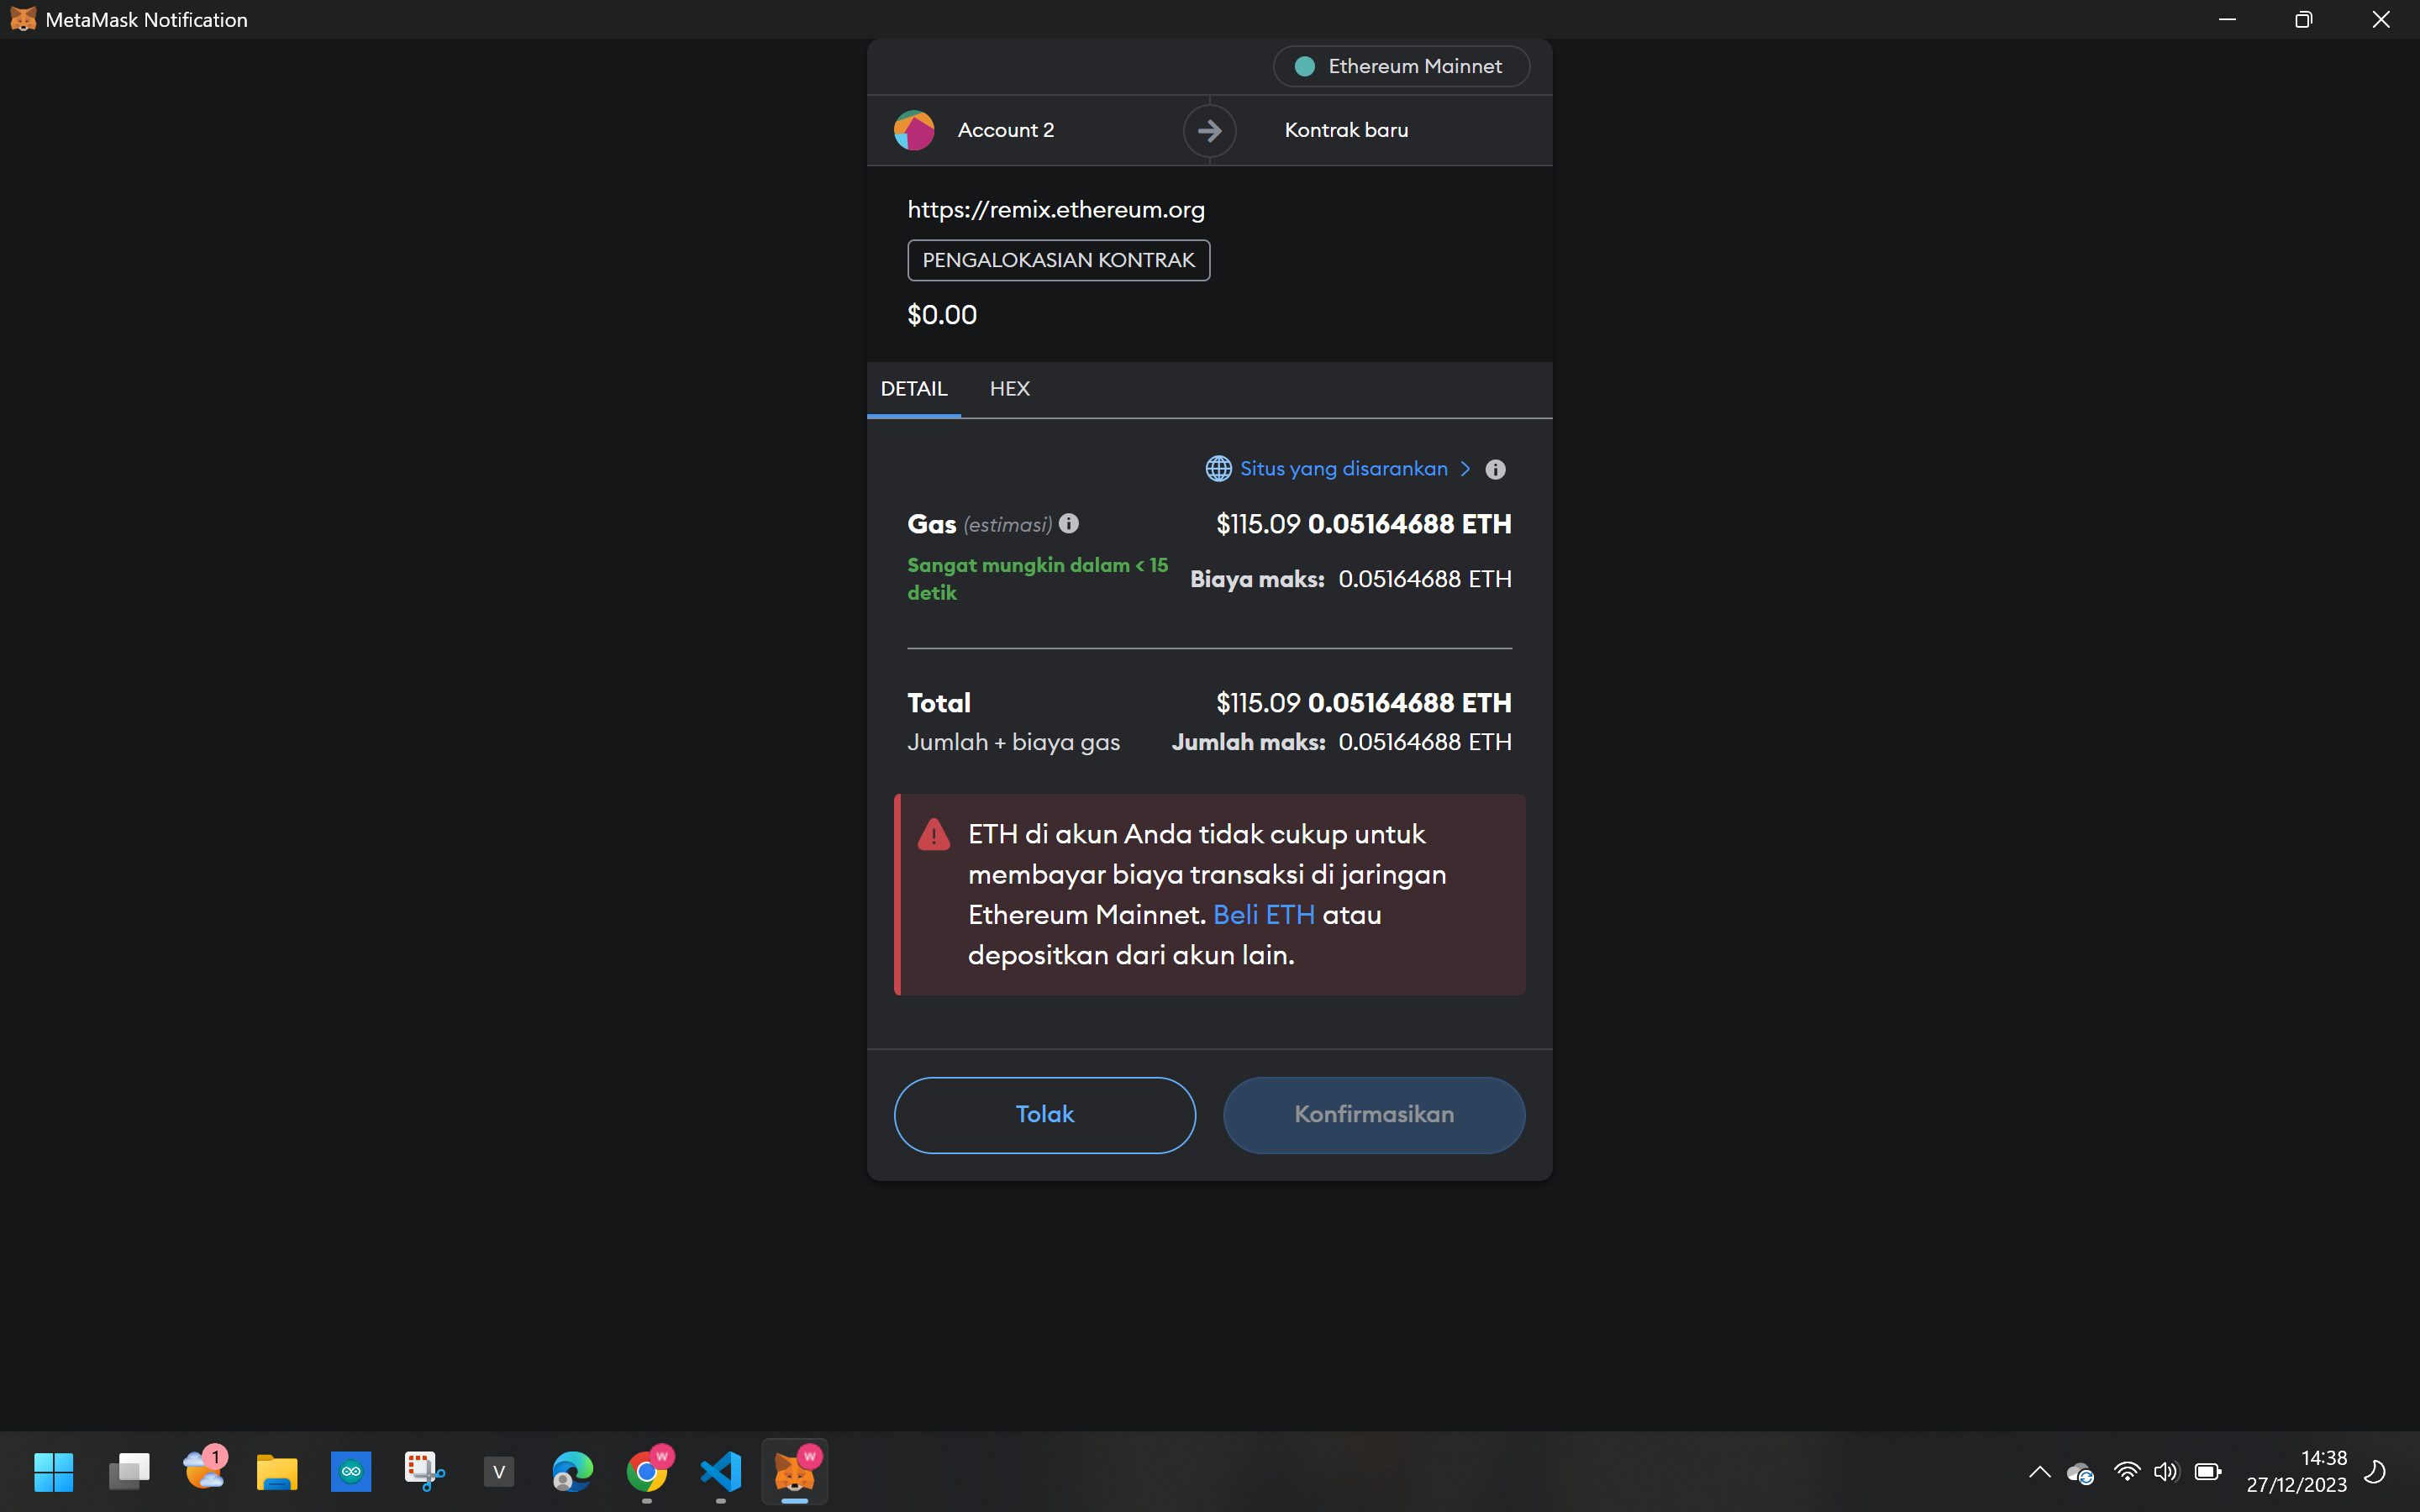 MetaMask Notification
Ethereum Mainnet
Account 2
Kontrak baru
https://remix.ethereum.org
PENGALOKASIAN KONTRAK
$0.00
DETAIL
HEX
Situs yang disarankan
Gas (estimasi)
$115.09 0.05164688 ETH
Sangat mungkin dalam < 15
detik
Biaya maks: 0.05164688 ETH
Total
$115.09 0.05164688 ETH
Jumlah + biaya gas
Jumlah maks: 0.05164688 ETH
ETH di akun Anda tidak cukup untuk
membayar biaya transaksi di jaringan
Ethereum Mainnet. Beli ETH atau
depositkan dari akun lain.
Tolak
Konfirmasikan
1
V
W
W
14:38
27/12/2023